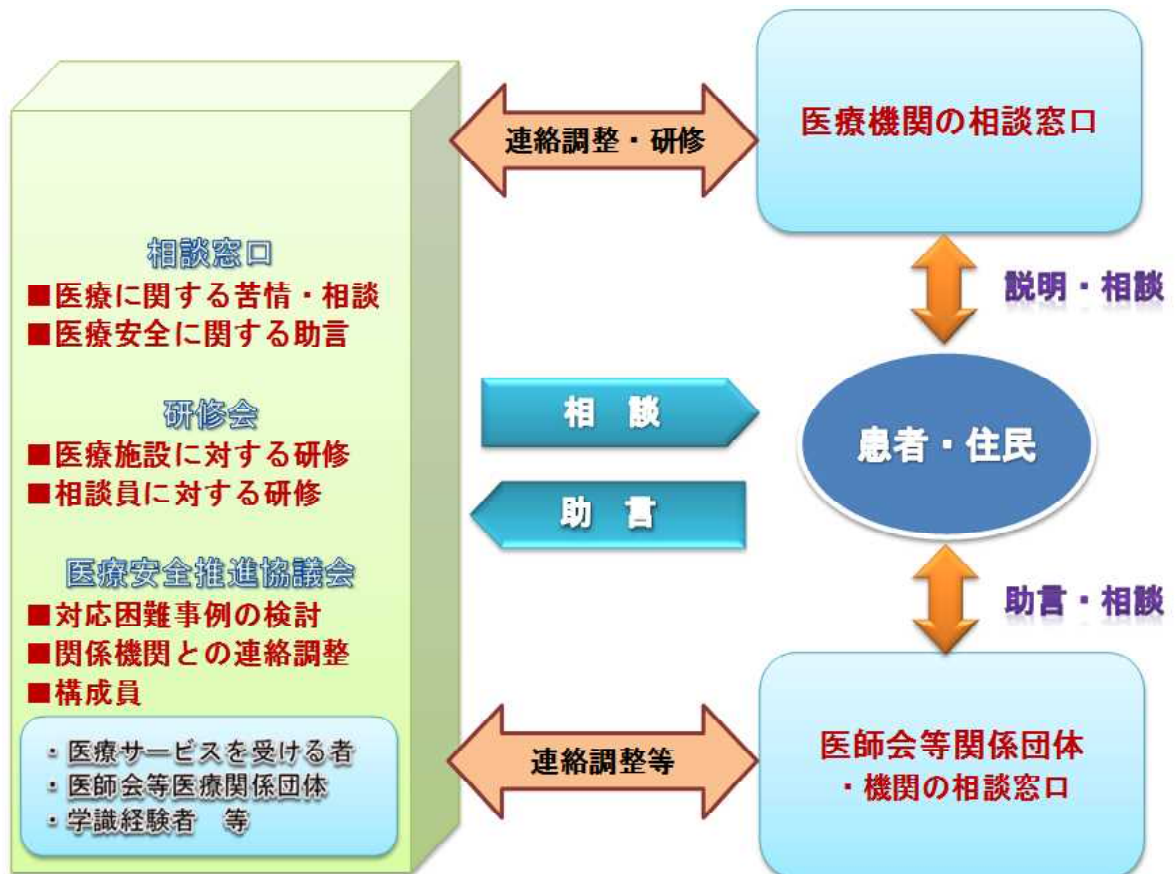 相談窓口
■医療に関する苦情・相談
■医療安全に関する助言
研修会
■医療施設に対する研修
■相談員に対する研修
医療安全推進協議会
■対応困難事例の検討
■関係機関との連絡調整
■構成員
・医療サービスを受ける者
・医師会等医療関係団体
・学識経験者 等
連絡調整・研修
相 談
助 言
連絡調整等
医療機関の相談窓口
説明・相談
患者・住民
助言・相談
医師会等関係団体
・機関の相談窓口